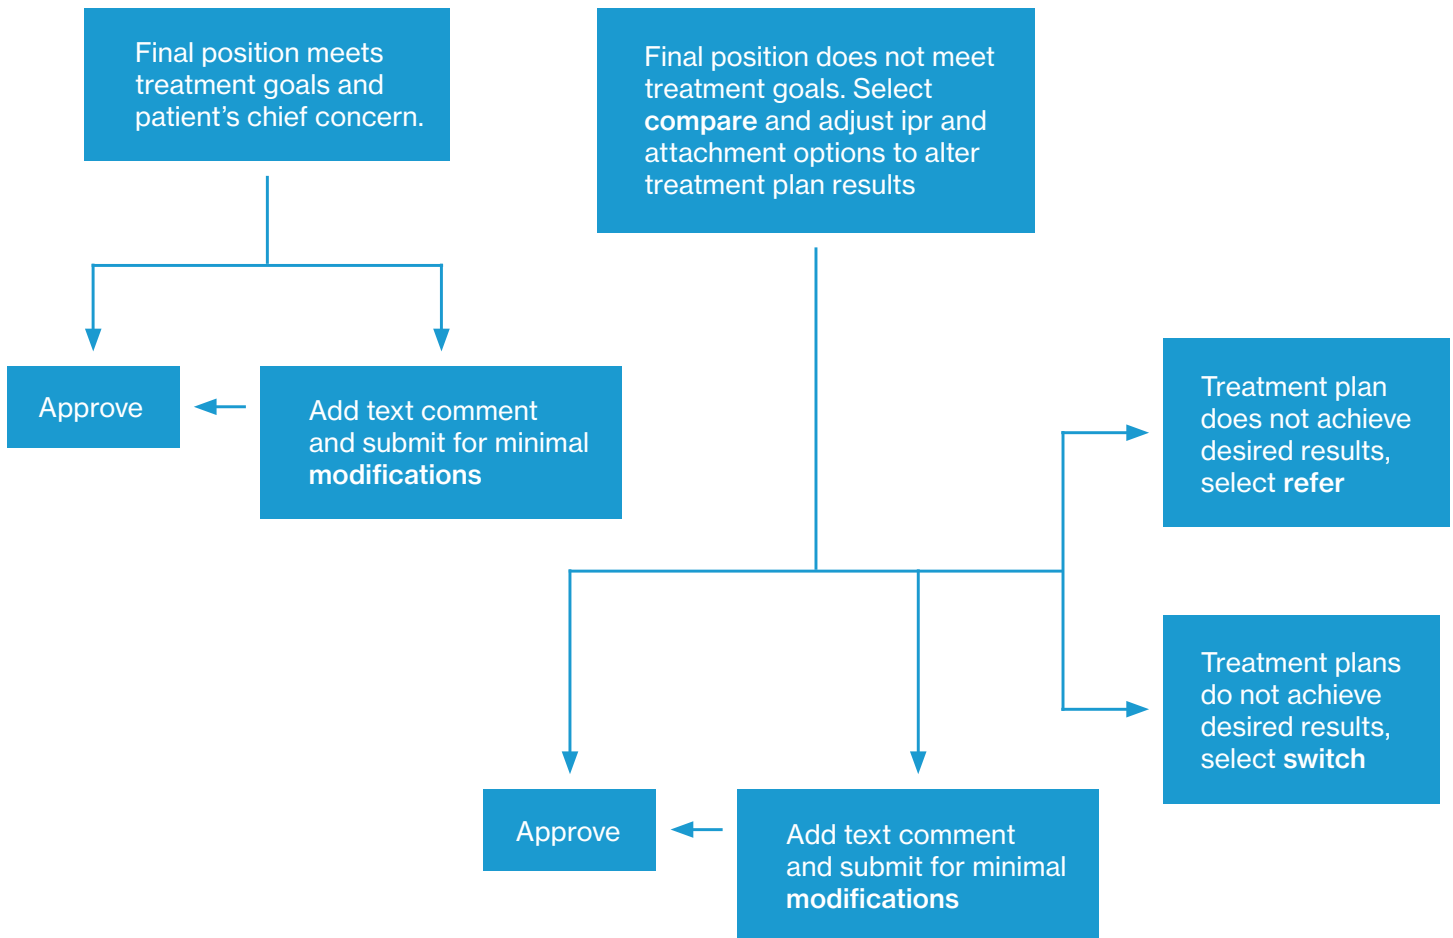 Final position meets
treatment goals and
patient’s chief concern.
Final position does not meet
treatment goals. Select
compare and adjust ipr and
attachment options to alter
treatment plan results
Approve
Add text comment
and submit for minimal
modifications
Treatment plan
does not achieve
desired results,
select refer
Treatment plans
do not achieve
desired results,
select switch
Approve
Add text comment
and submit for minimal
modifications